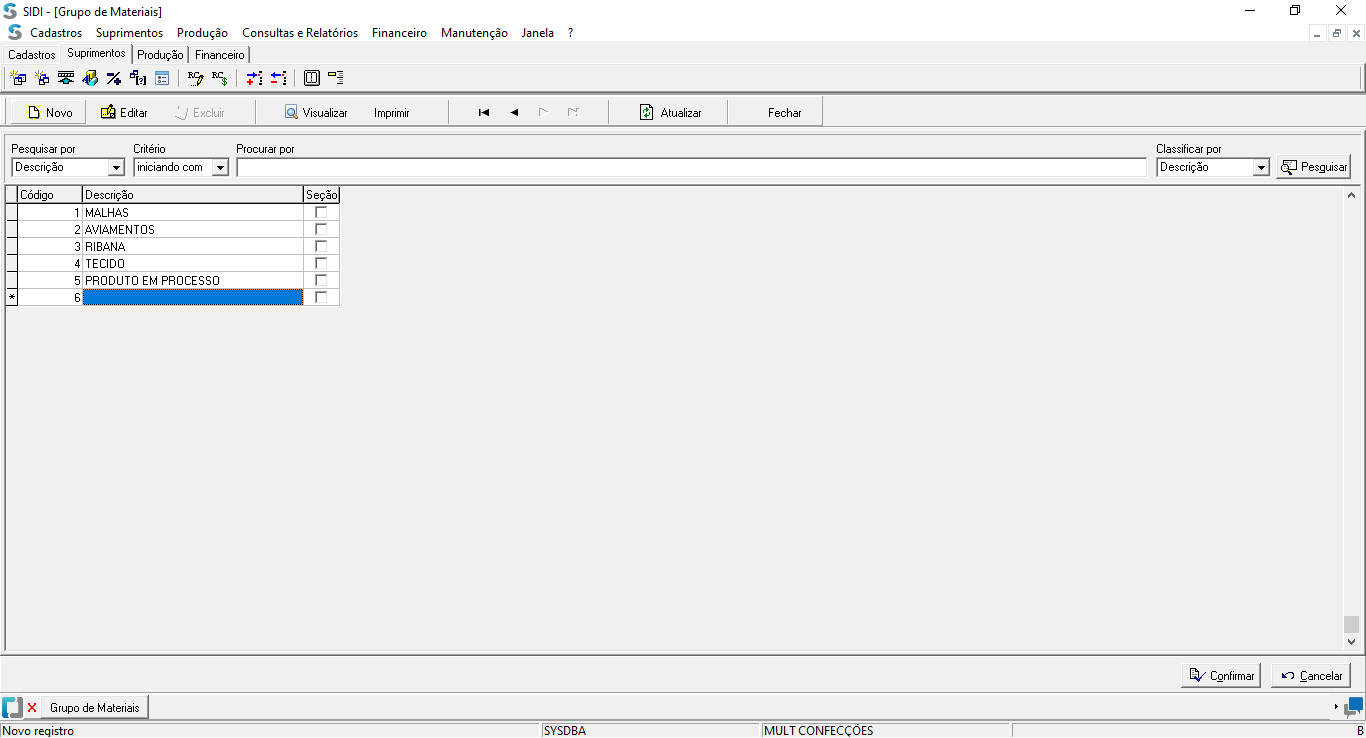 SIDI - [Grupo de Materiais]
Cadastros Suprimentos Produção Consultas e Relatórios Financeiro Manutenção Janela ?
Cadastros Suprimentos Produção Financeiro
Novo Editar Excluir Visualizar Imprimir Atualizar Fechar
Pesquisar por Critério Procurar por Classificar por
Descrição iniciando com Descrição Pesquisar
Código Descrição Seção
1 MALHAS
2 AVIAMENTOS
3 RIBANA
4 TECIDO
5 PRODUTO EM PROCESSO
* 6
Confirmar Cancelar
Grupo de Materiais
Novo registro SYSDBA MULT CONFECÇÕES B